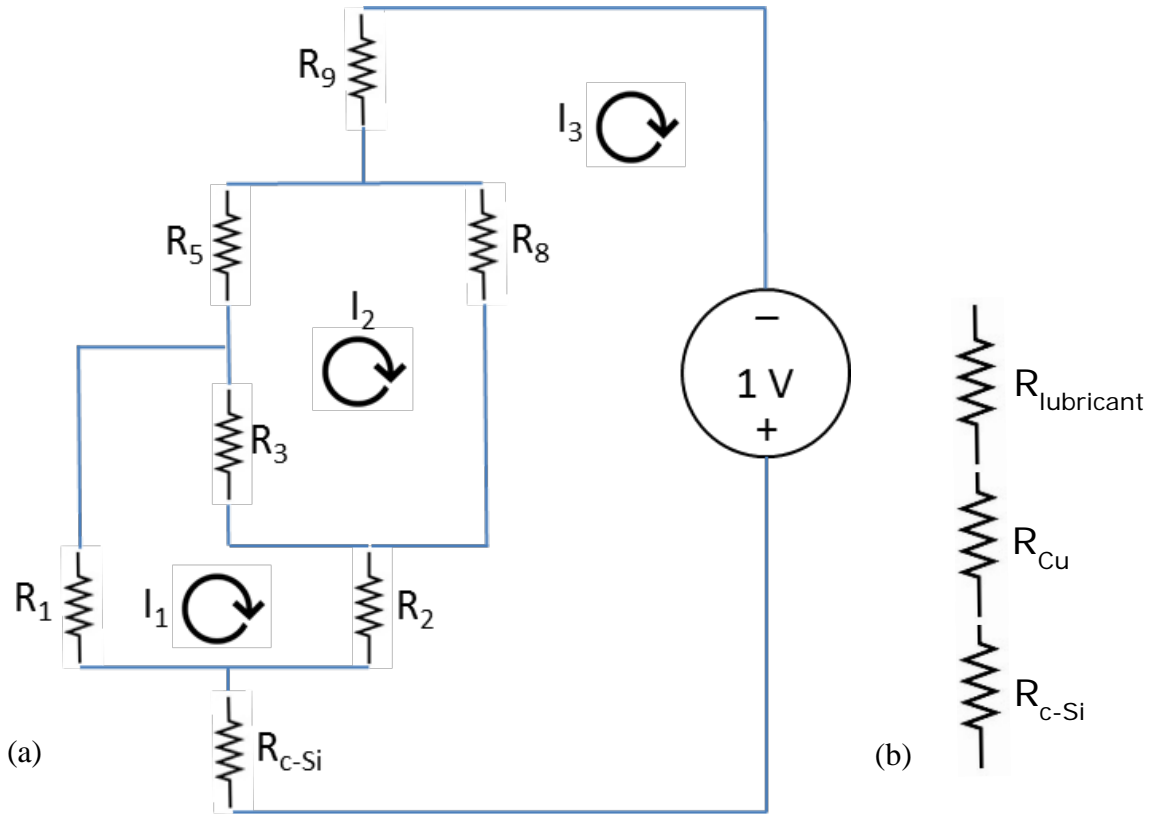 R9
I3
R5
R8
I2
−
1 V
+
Rlubricant
R3
RCu
R1
I1
R2
Rc-Si
Rc-Si
(a)
(b)